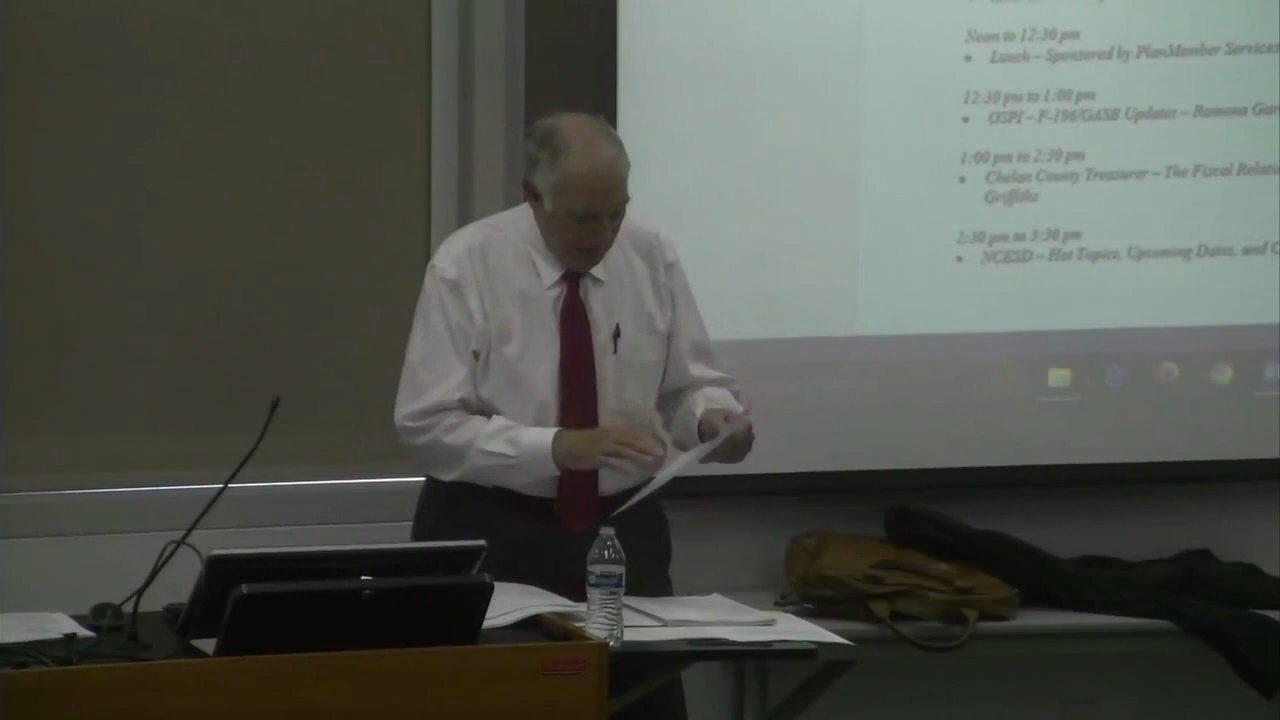 Noon to 12:30 pm
• Lunch – Sponsored by PlanMember Services
12:30 pm to 1:00 pm
• OSPI – F-196/GASB Updates – Ramona
1:00 pm to 2:30 pm
• Chelan County Treasurer – The Fiscal
Griffiths
2:30 pm to 3:30 pm
• NCESD – Hot Topics, Upcoming Dates, and